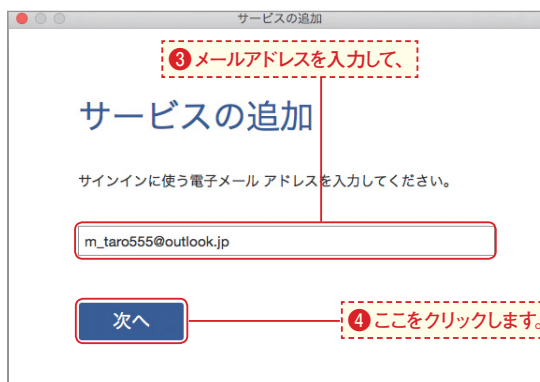 サービスの追加
❸メールアドレスを入力して、
サービスの追加
サインインに使う電子メール アドレスを入力してください。
m_taro555@outlook.jp
次へ
❹ここをクリックします。